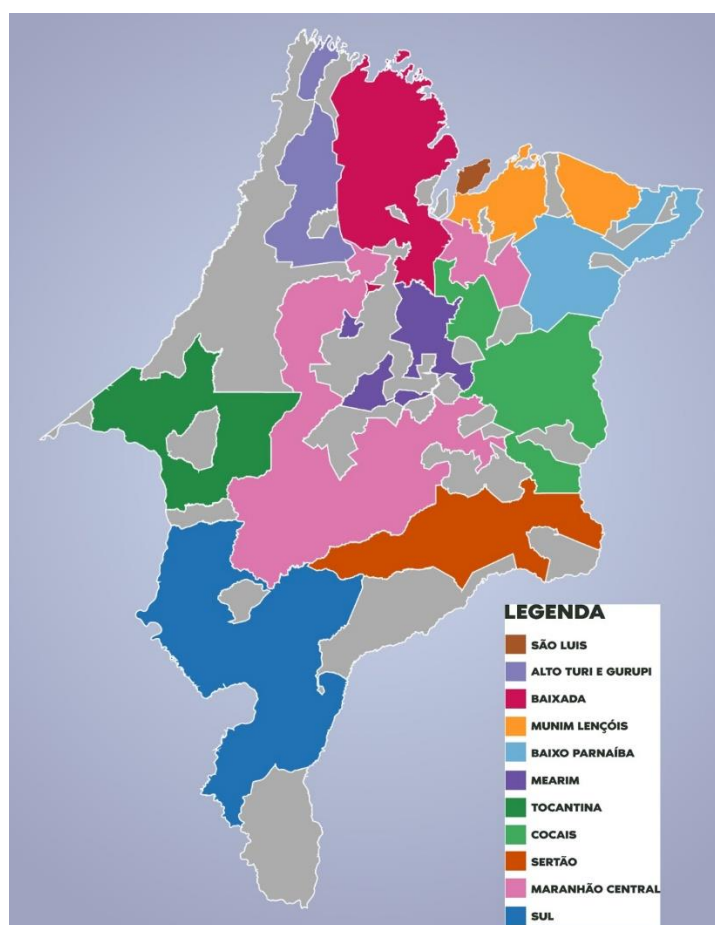 LEGENDA
SÃO LUIS
ALTO TURI E GURUPI
BAIXADA
MUNIM LENÇÓIS
BAIXO PARNAÍBA
MEARIM
TOCANTINA
COCAIS
SERTÃO
MARANHÃO CENTRAL
SUL